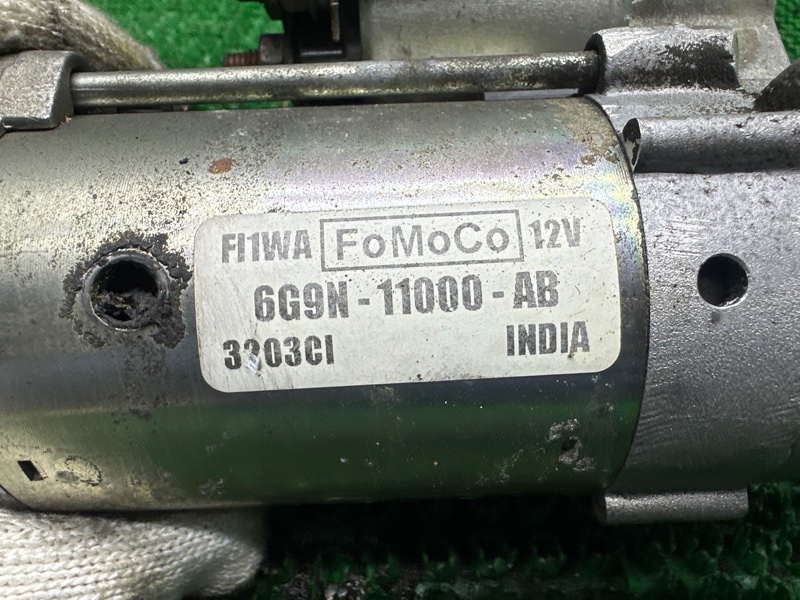 FI1WA FoMoCo 12V
6G9N - 11000 - AB
3203CI INDIA